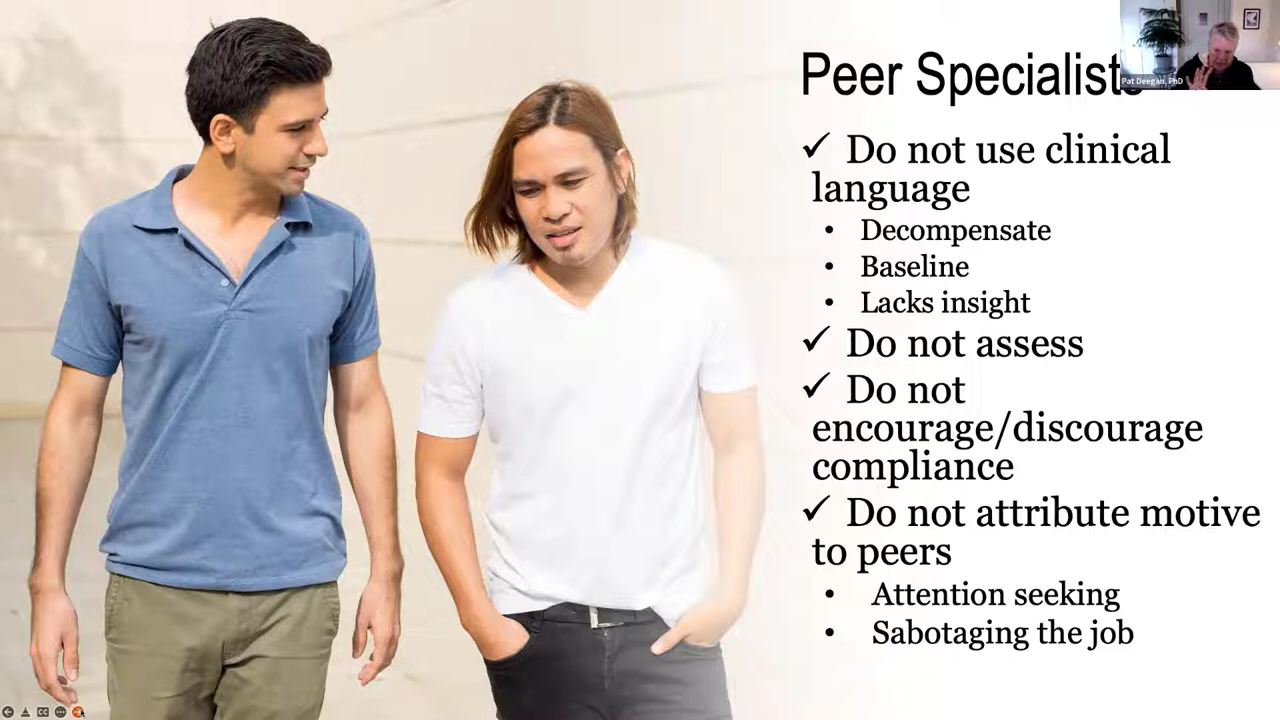 Peer Specialists
Pat Deegan, PhD
✓ Do not use clinical
language
• Decompensate
• Baseline
• Lacks insight
✓ Do not assess
✓ Do not
encourage/discourage
compliance
✓ Do not attribute motive
to peers
• Attention seeking
• Sabotaging the job